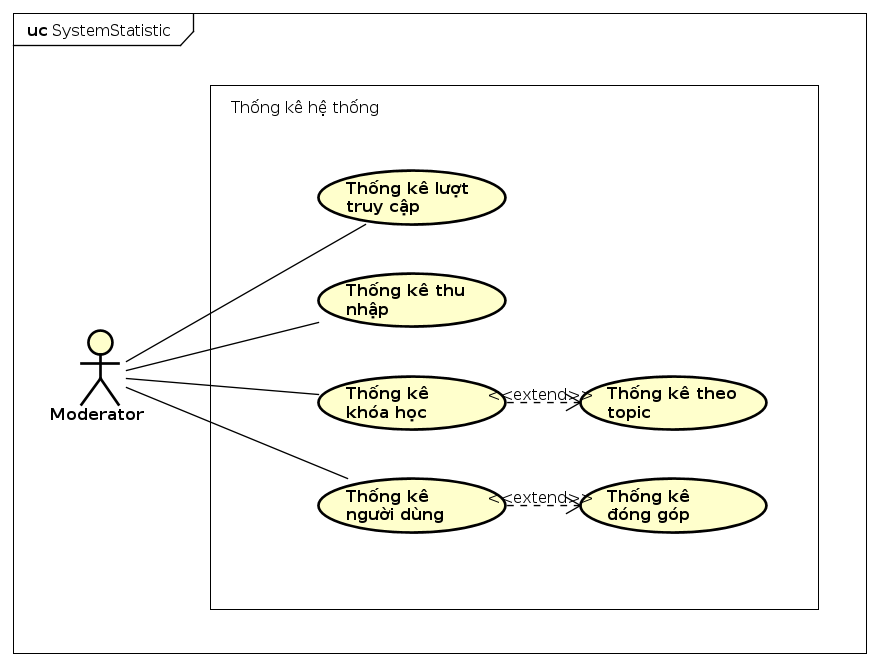 uc SystemStatistic
Thống kê hệ thống
Thống kê lượt
truy cập
Thống kê thu
nhập
Thống kê
khóa học
<<extend>>
Thống kê theo
topic
Moderator
Thống kê
người dùng
<<extend>>
Thống kê
đóng góp